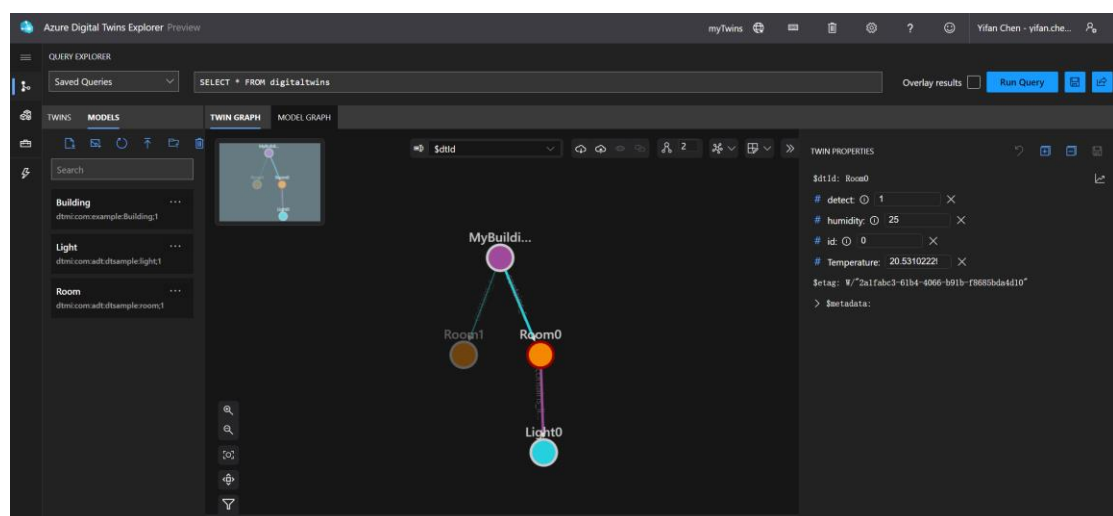 Azure Digital Twins Explorer Preview
myTwins
?
Yifan Chen - yifan.che...
QUERY EXPLORER
Saved Queries
SELECT * FROM digitaltwins
Overlay results
Run Query
TWINS
MODELS
TWIN GRAPH
MODEL GRAPH
Search
Building
dtmi:com:example:Building;1
Light
dtmi:com:adt:dtsample:light;1
Room
dtmi:com:adt:dtsample:room;1
$dtId
2
MyBuildi...
Room1
Room0
Light0
TWIN PROPERTIES
$dtId: Room0
# detect: 1
# humidity: 25
# id: 0
# Temperature:
$etag: W/"2a1fabc3-61b4-4066-b91b-f8685bda4d10"
> $metadata: